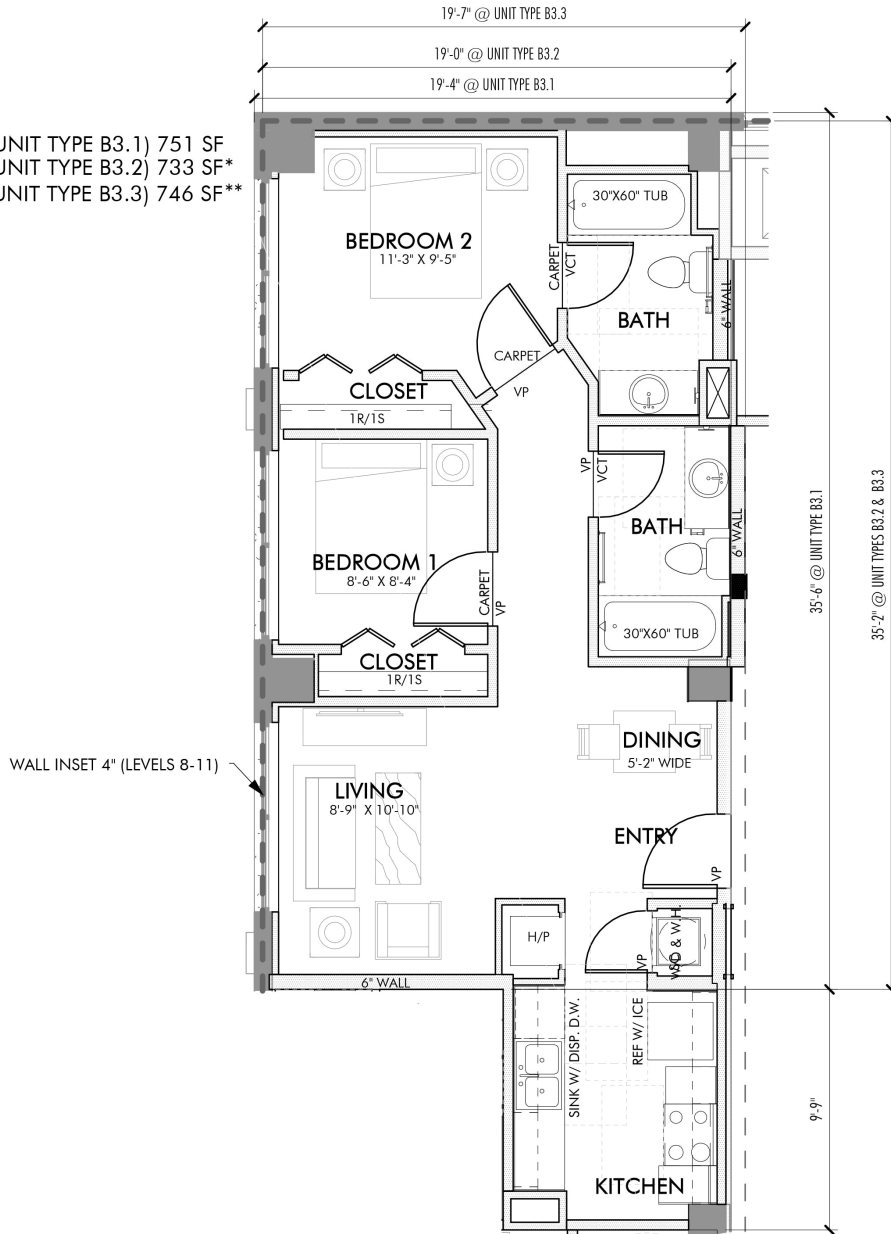 19'-7" @ UNIT TYPE B3.3
19'-0" @ UNIT TYPE B3.2
19'-4" @ UNIT TYPE B3.1
UNIT TYPE B3.1) 751 SF
UNIT TYPE B3.2) 733 SF*
UNIT TYPE B3.3) 746 SF**
30"X60" TUB
BEDROOM 2
11'-3" X 9'-5"
CARPET
VCT
BATH
6" WALL
CARPET
VP
CLOSET
1R/1S
VP
VCT
BATH
6" WALL
BEDROOM 1
8'-6" X 8'-4"
CARPET
VP
30"X60" TUB
CLOSET
1R/1S
35'-6" @ UNIT TYPE B3.1
35'-2" @ UNIT TYPES B3.2 & B3.3
DINING
5'-2" WIDE
WALL INSET 4" (LEVELS 8-11)
LIVING
8'-9" X 10'-10"
ENTRY
VP
H/P
VP
& W.H.
6" WALL
SINK W/ DISP. D.W.
REF W/ ICE
9'-9"
KITCHEN